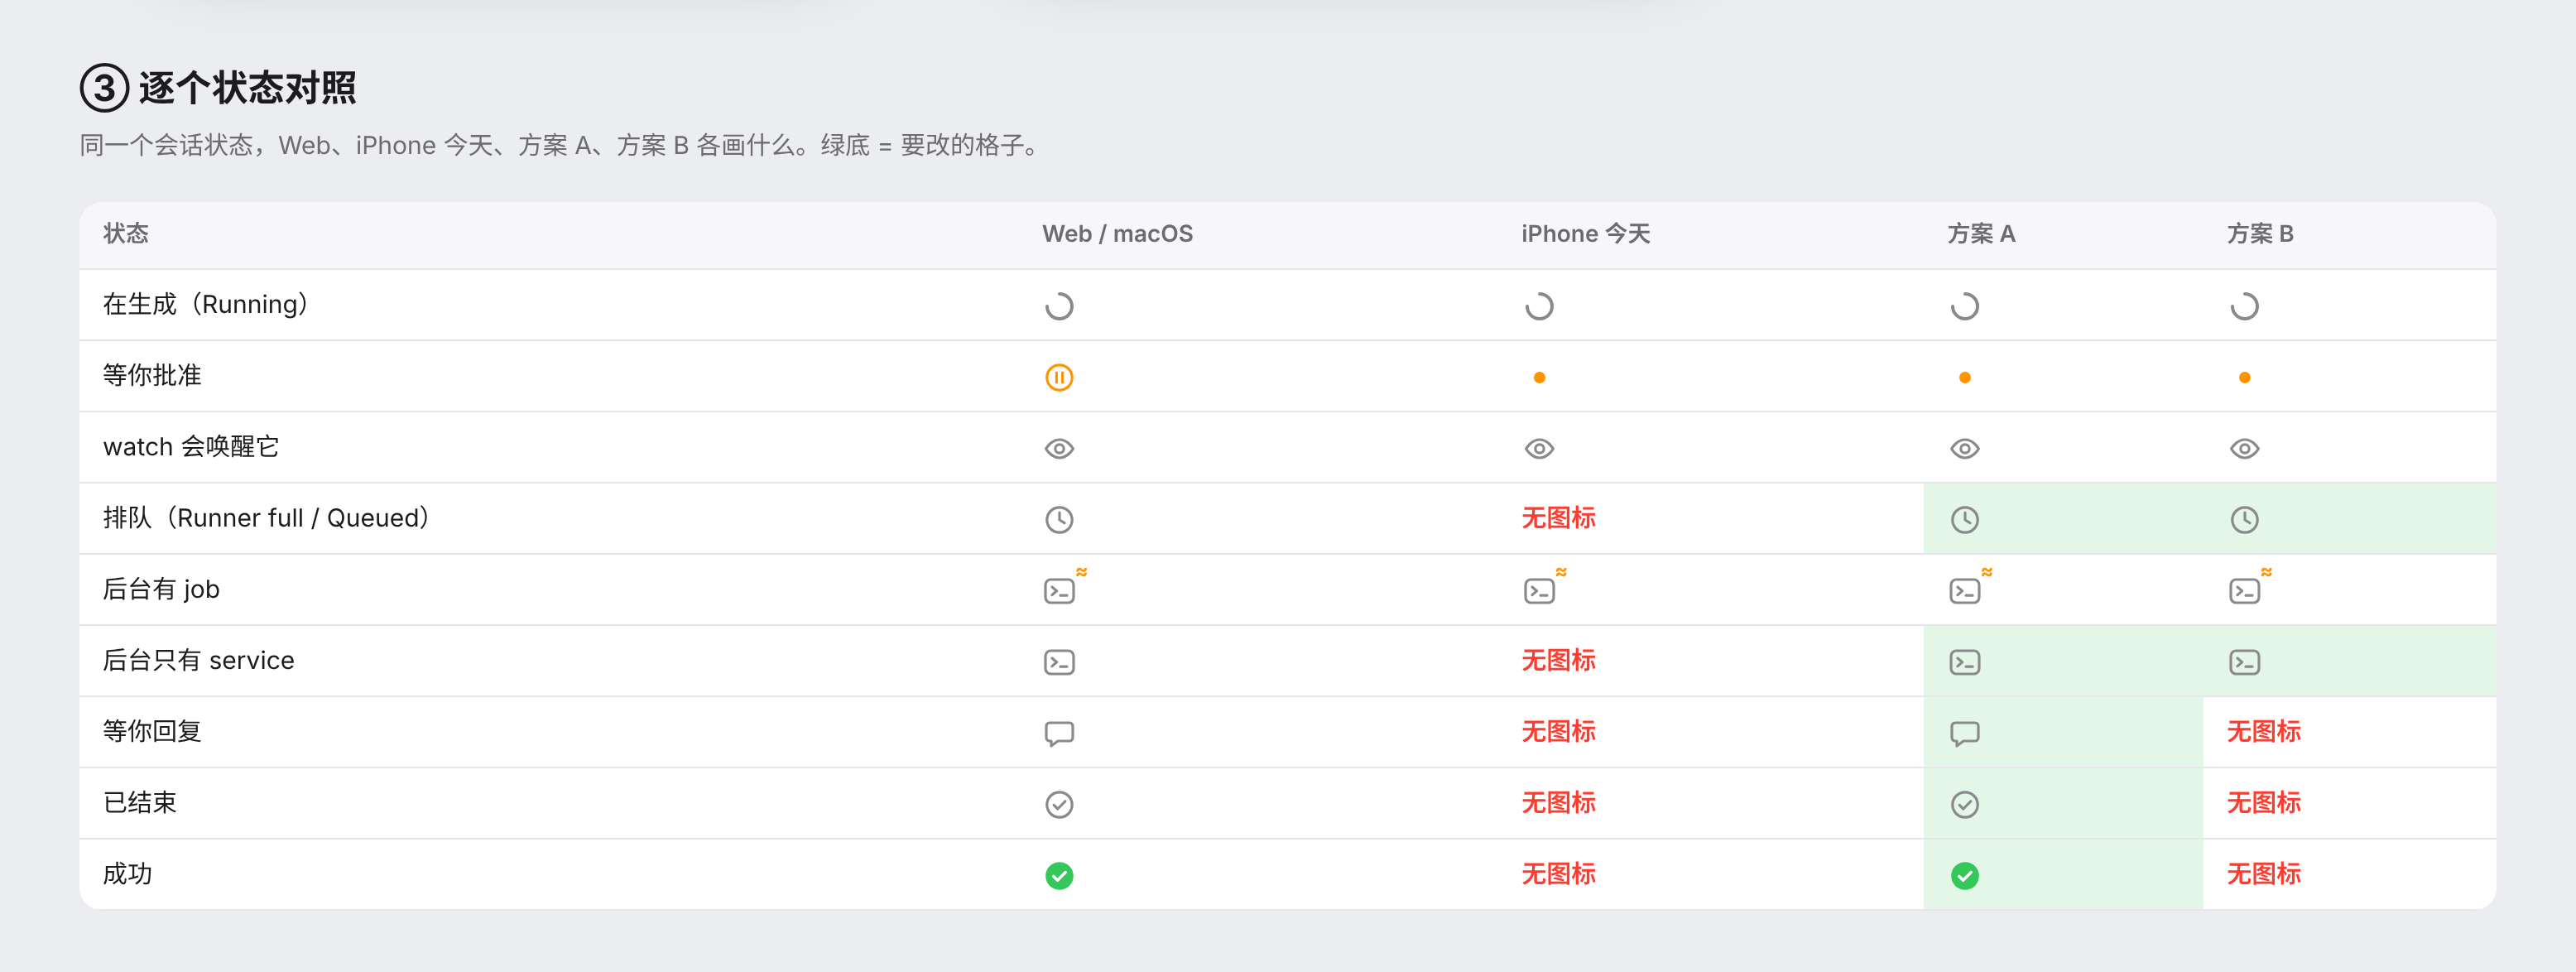 ③ 逐个状态对照
同一个会话状态，Web、iPhone 今天、方案 A、方案 B 各画什么。绿底 = 要改的格子。
状态 Web / macOS iPhone 今天 方案 A 方案 B
在生成（Running）
等你批准
watch 会唤醒它
排队（Runner full / Queued） 无图标
后台有 job ≈ ≈ ≈ ≈
后台只有 service 无图标
等你回复 无图标 无图标
已结束 无图标 无图标
成功 无图标 无图标